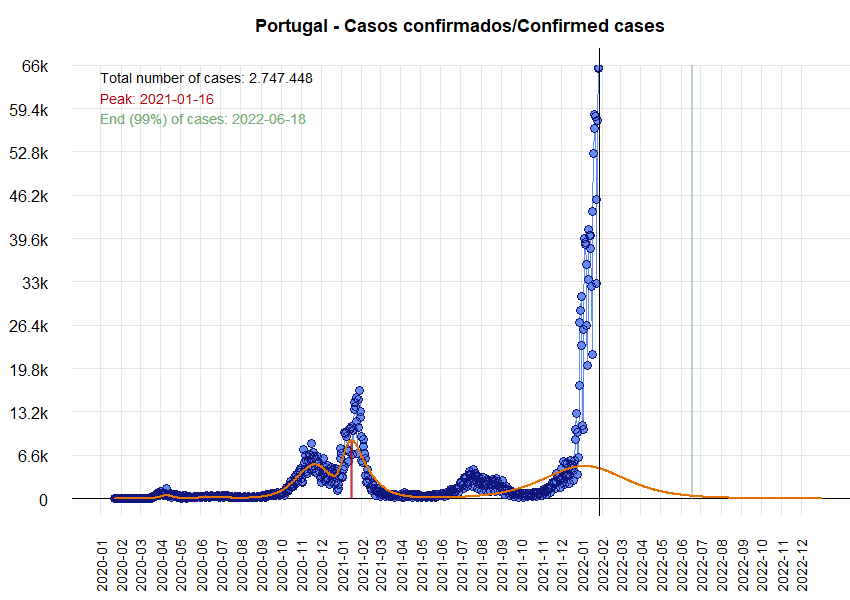 Portugal - Casos confirmados/Confirmed cases
Total number of cases: 2.747.448
Peak: 2021-01-16
End (99%) of cases: 2022-06-18
66k
59.4k
52.8k
46.2k
39.6k
33k
26.4k
19.8k
13.2k
6.6k
0
2020-01
2020-02
2020-03
2020-04
2020-05
2020-06
2020-07
2020-08
2020-09
2020-10
2020-11
2020-12
2021-01
2021-02
2021-03
2021-04
2021-05
2021-06
2021-07
2021-08
2021-09
2021-10
2021-11
2021-12
2022-01
2022-02
2022-03
2022-04
2022-05
2022-06
2022-07
2022-08
2022-09
2022-10
2022-11
2022-12